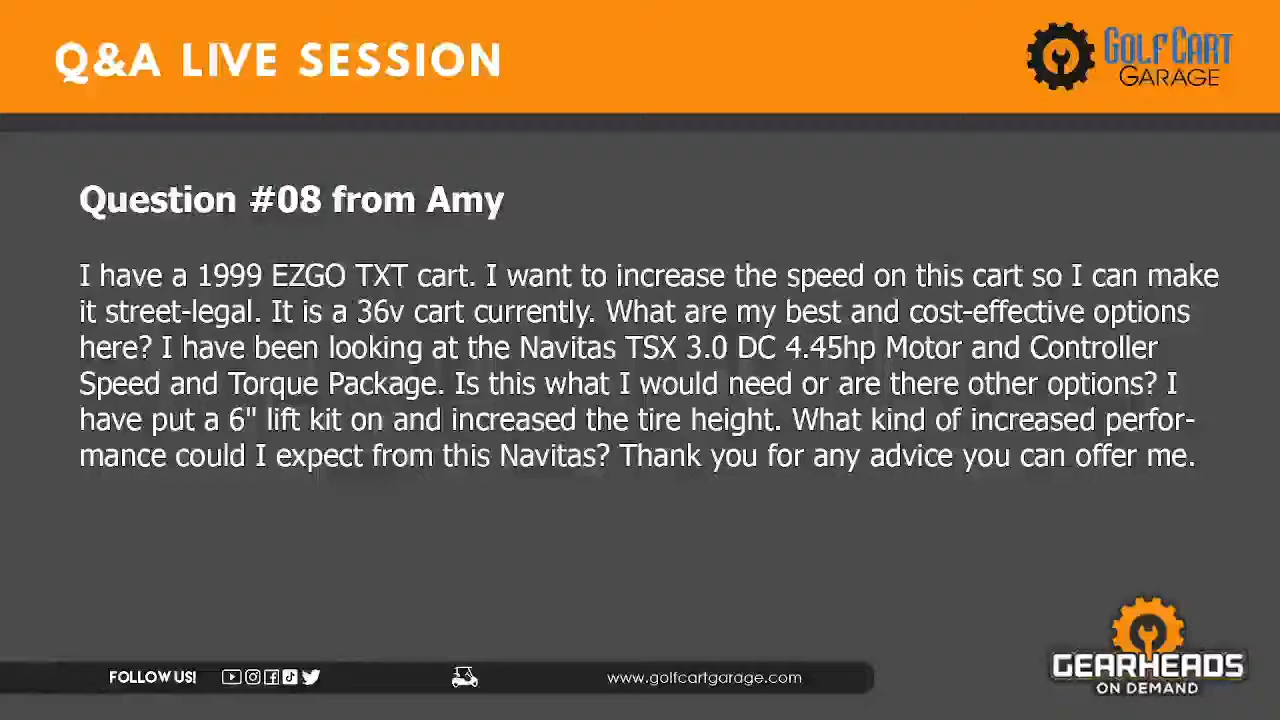 Q&A LIVE SESSION
GOLF CART
GARAGE
Question #08 from Amy
I have a 1999 EZGO TXT cart. I want to increase the speed on this cart so I can make
it street-legal. It is a 36v cart currently. What are my best and cost-effective options
here? I have been looking at the Navitas TSX 3.0 DC 4.45hp Motor and Controller
Speed and Torque Package. Is this what I would need or are there other options? I
have put a 6" lift kit on and increased the tire height. What kind of increased perfor-
mance could I expect from this Navitas? Thank you for any advice you can offer me.
GEARHEADS
ON DEMAND
FOLLOW US!
www.golfcartgarage.com